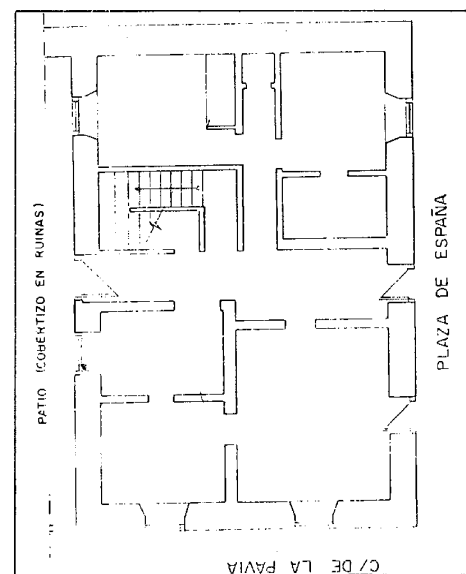 PATIO (COBERTIZO EN RUINAS)
PLAZA DE ESPAÑA
C/ DE LA PAVIA